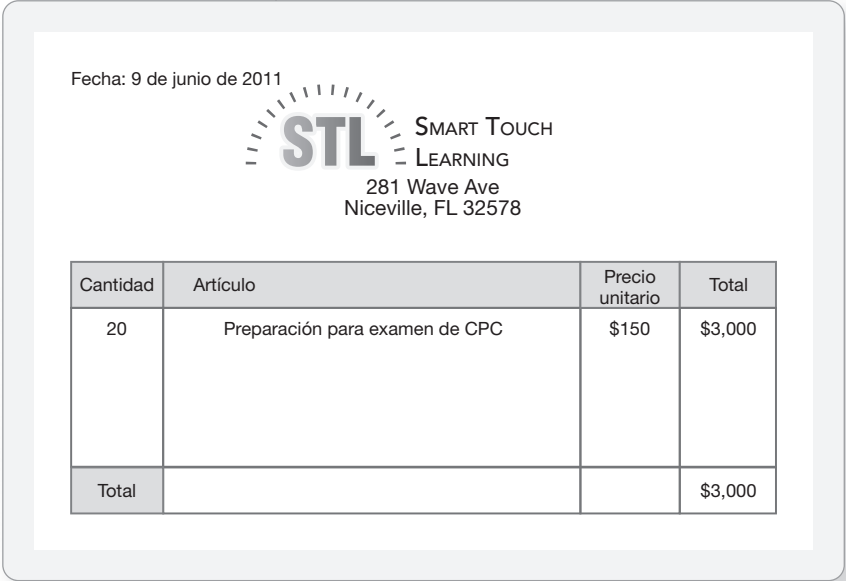 Fecha: 9 de junio de 2011
STL
SMART TOUCH
LEARNING
281 Wave Ave
Niceville, FL 32578
Cantidad Artículo Precio unitario Total
20 Preparación para examen de CPC $150 $3,000
Total $3,000